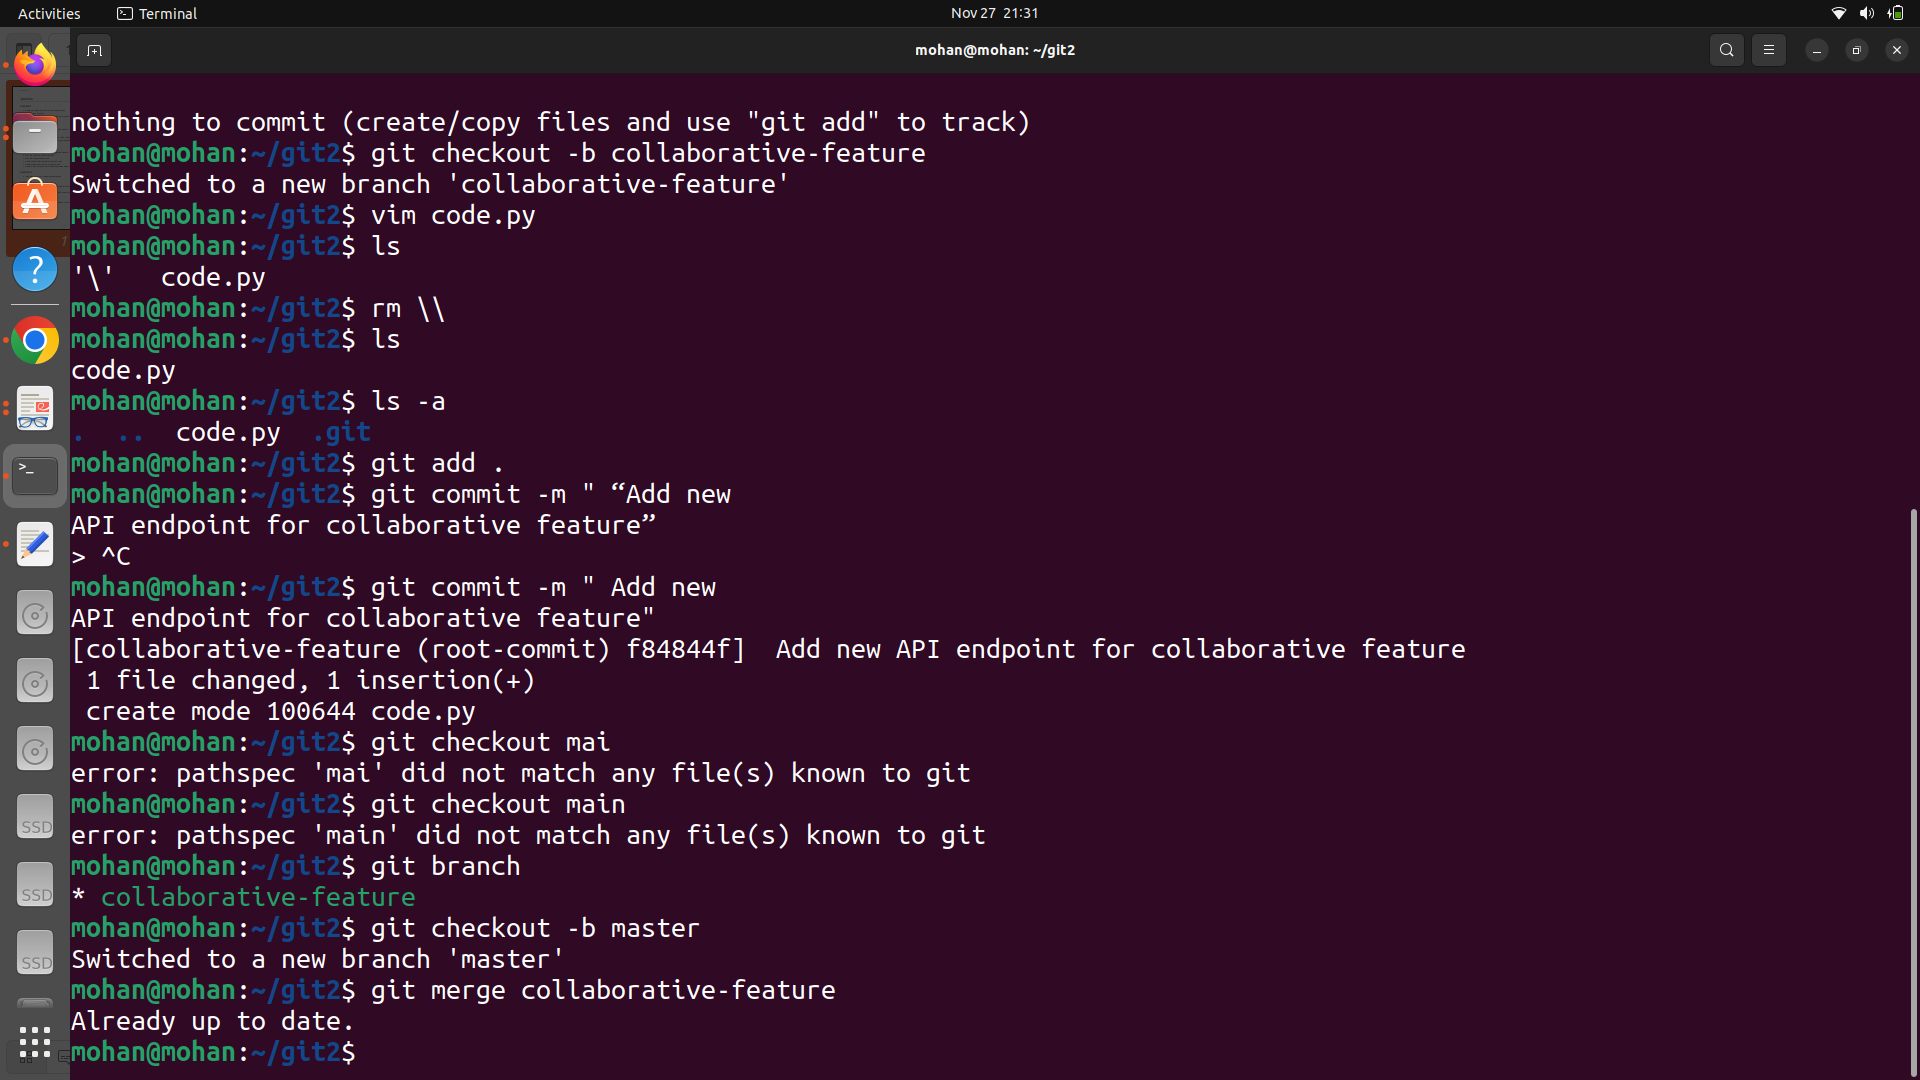 Activities Terminal Nov 27 21:31
mohan@mohan: ~/git2
nothing to commit (create/copy files and use "git add" to track)
mohan@mohan:~/git2$ git checkout -b collaborative-feature
Switched to a new branch 'collaborative-feature'
mohan@mohan:~/git2$ vim code.py
mohan@mohan:~/git2$ ls
'\' code.py
mohan@mohan:~/git2$ rm \\
mohan@mohan:~/git2$ ls
code.py
mohan@mohan:~/git2$ ls -a
. .. code.py .git
mohan@mohan:~/git2$ git add .
mohan@mohan:~/git2$ git commit -m " “Add new
API endpoint for collaborative feature”
> ^C
mohan@mohan:~/git2$ git commit -m " Add new
API endpoint for collaborative feature"
[collaborative-feature (root-commit) f84844f]  Add new API endpoint for collaborative feature
 1 file changed, 1 insertion(+)
 create mode 100644 code.py
mohan@mohan:~/git2$ git checkout mai
error: pathspec 'mai' did not match any file(s) known to git
mohan@mohan:~/git2$ git checkout main
error: pathspec 'main' did not match any file(s) known to git
mohan@mohan:~/git2$ git branch
* collaborative-feature
mohan@mohan:~/git2$ git checkout -b master
Switched to a new branch 'master'
mohan@mohan:~/git2$ git merge collaborative-feature
Already up to date.
mohan@mohan:~/git2$
SSD
SSD
SSD